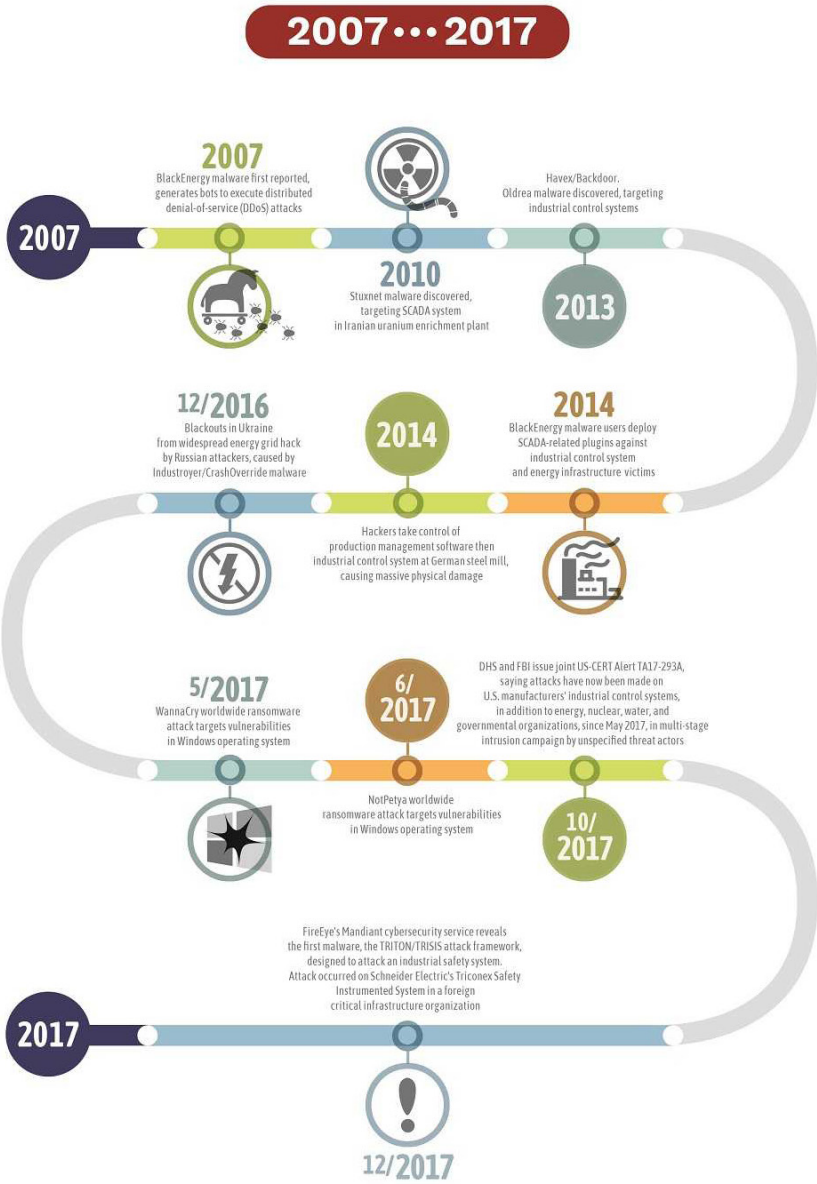 2007•••2017
2007
2007
BlackEnergy malware first reported,
generates bots to execute distributed
denial-of-service (DDoS) attacks
2010
Stuxnet malware discovered,
targeting SCADA system
in Iranian uranium enrichment plant
Havex/Backdoor.
Oldrea malware discovered, targeting
industrial control systems
2013
2014
BlackEnergy malware users deploy
SCADA-related plugins against
industrial control system
and energy infrastructure victims
2014
Hackers take control of
production management software then
industrial control system at German steel mill,
causing massive physical damage
12/2016
Blackouts in Ukraine
from widespread energy grid hack
by Russian attackers, caused by
Industroyer/CrashOverride malware
5/2017
WannaCry worldwide ransomware
attack targets vulnerabilities
in Windows operating system
6/
2017
NotPetya worldwide
ransomware attack targets vulnerabilities
in Windows operating system
DHS and FBI issue joint US-CERT Alert TA17-293A,
saying attacks have now been made on
U.S. manufacturers' industrial control systems,
in addition to energy, nuclear, water, and
governmental organizations, since May 2017, in multi-stage
intrusion campaign by unspecified threat actors
10/
2017
FireEye's Mandiant cybersecurity service reveals
the first malware, the TRITON/TRISIS attack framework,
designed to attack an industrial safety system.
Attack occurred on Schneider Electric's Triconex Safety
Instrumented System in a foreign
critical infrastructure organization
2017
12/2017